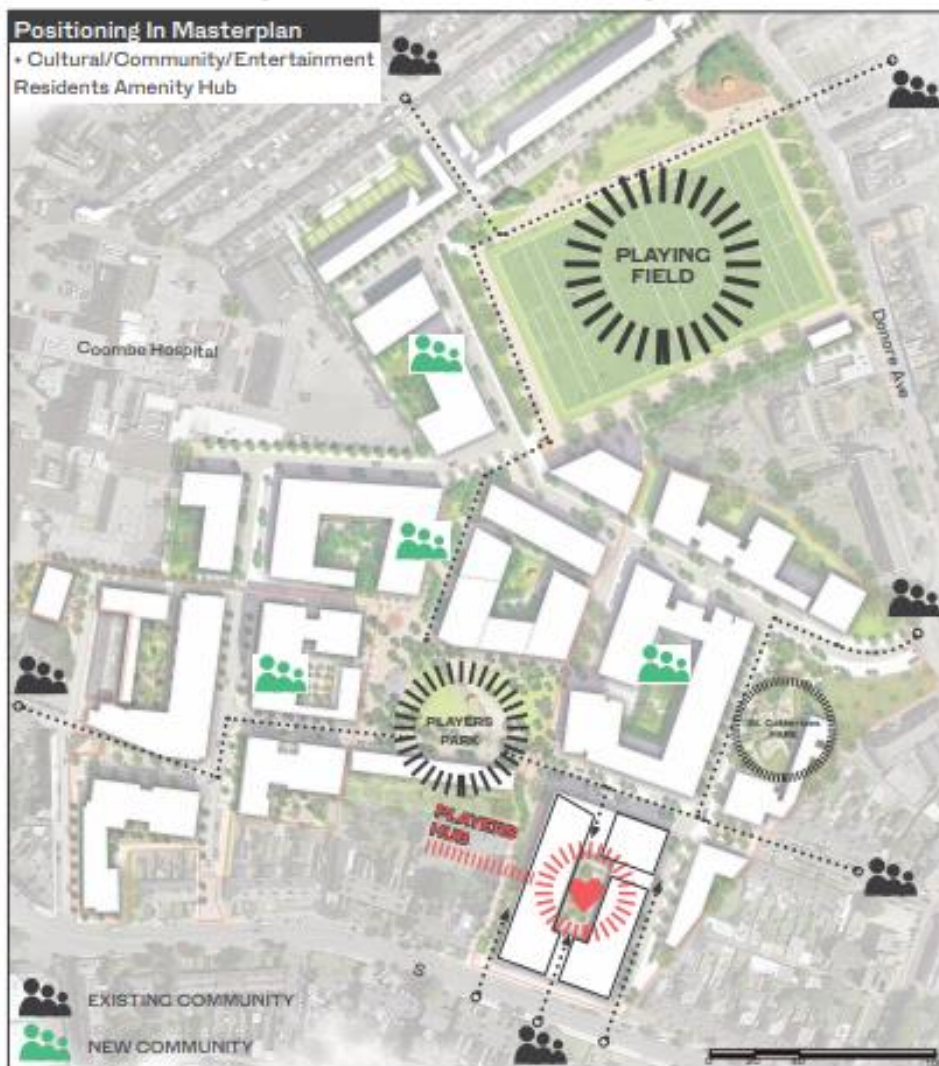 Positioning In Masterplan
• Cultural/Community/Entertainment
Residents Amenity Hub
PLAYING
FIELD
Coombe Hospital
Donore Ave
PLAYERS
PARK
PARK
PLAYERS
HUB
S
EXISTING COMMUNITY
NEW COMMUNITY